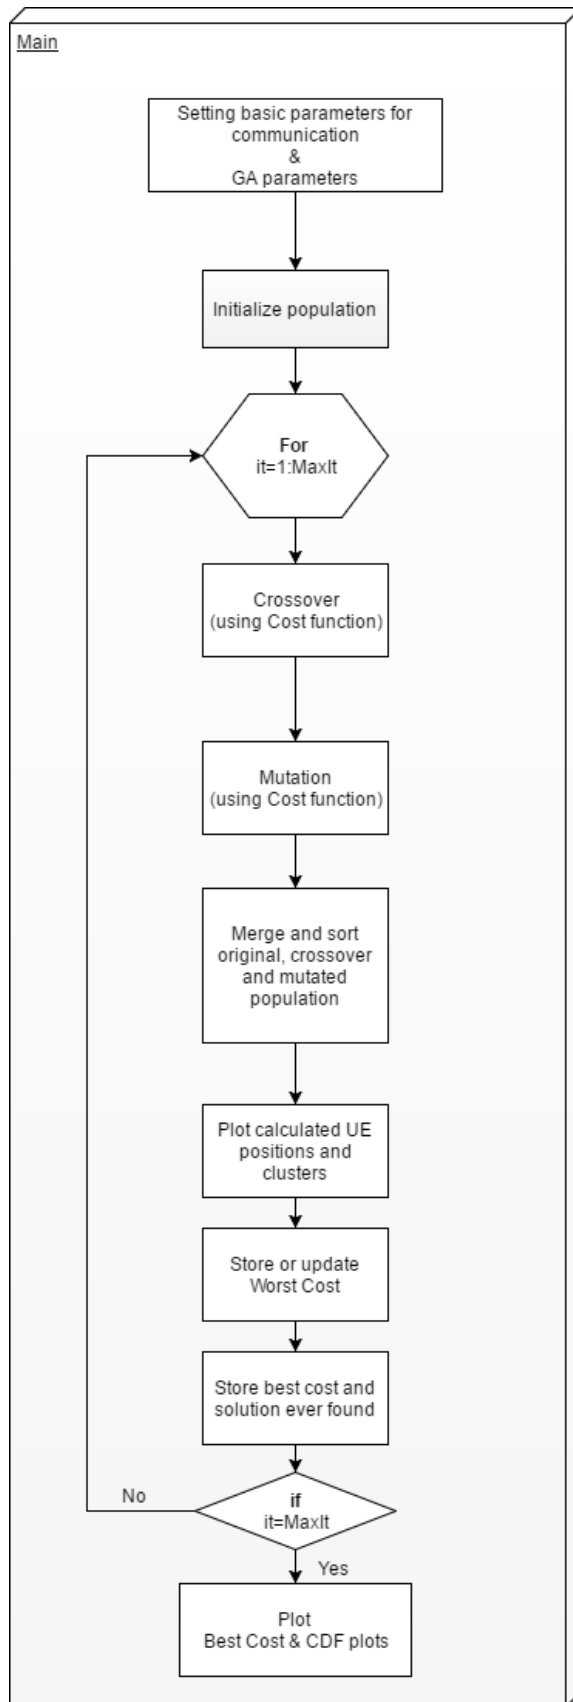 Main
Setting basic parameters for
communication
&
GA parameters
Initialize population
For
it=1:MaxIt
Crossover
(using Cost function)
Mutation
(using Cost function)
Merge and sort
original, crossover
and mutated
population
Plot calculated UE
positions and
clusters
Store or update
Worst Cost
Store best cost and
solution ever found
No
if
it=MaxIt
Yes
Plot
Best Cost & CDF plots